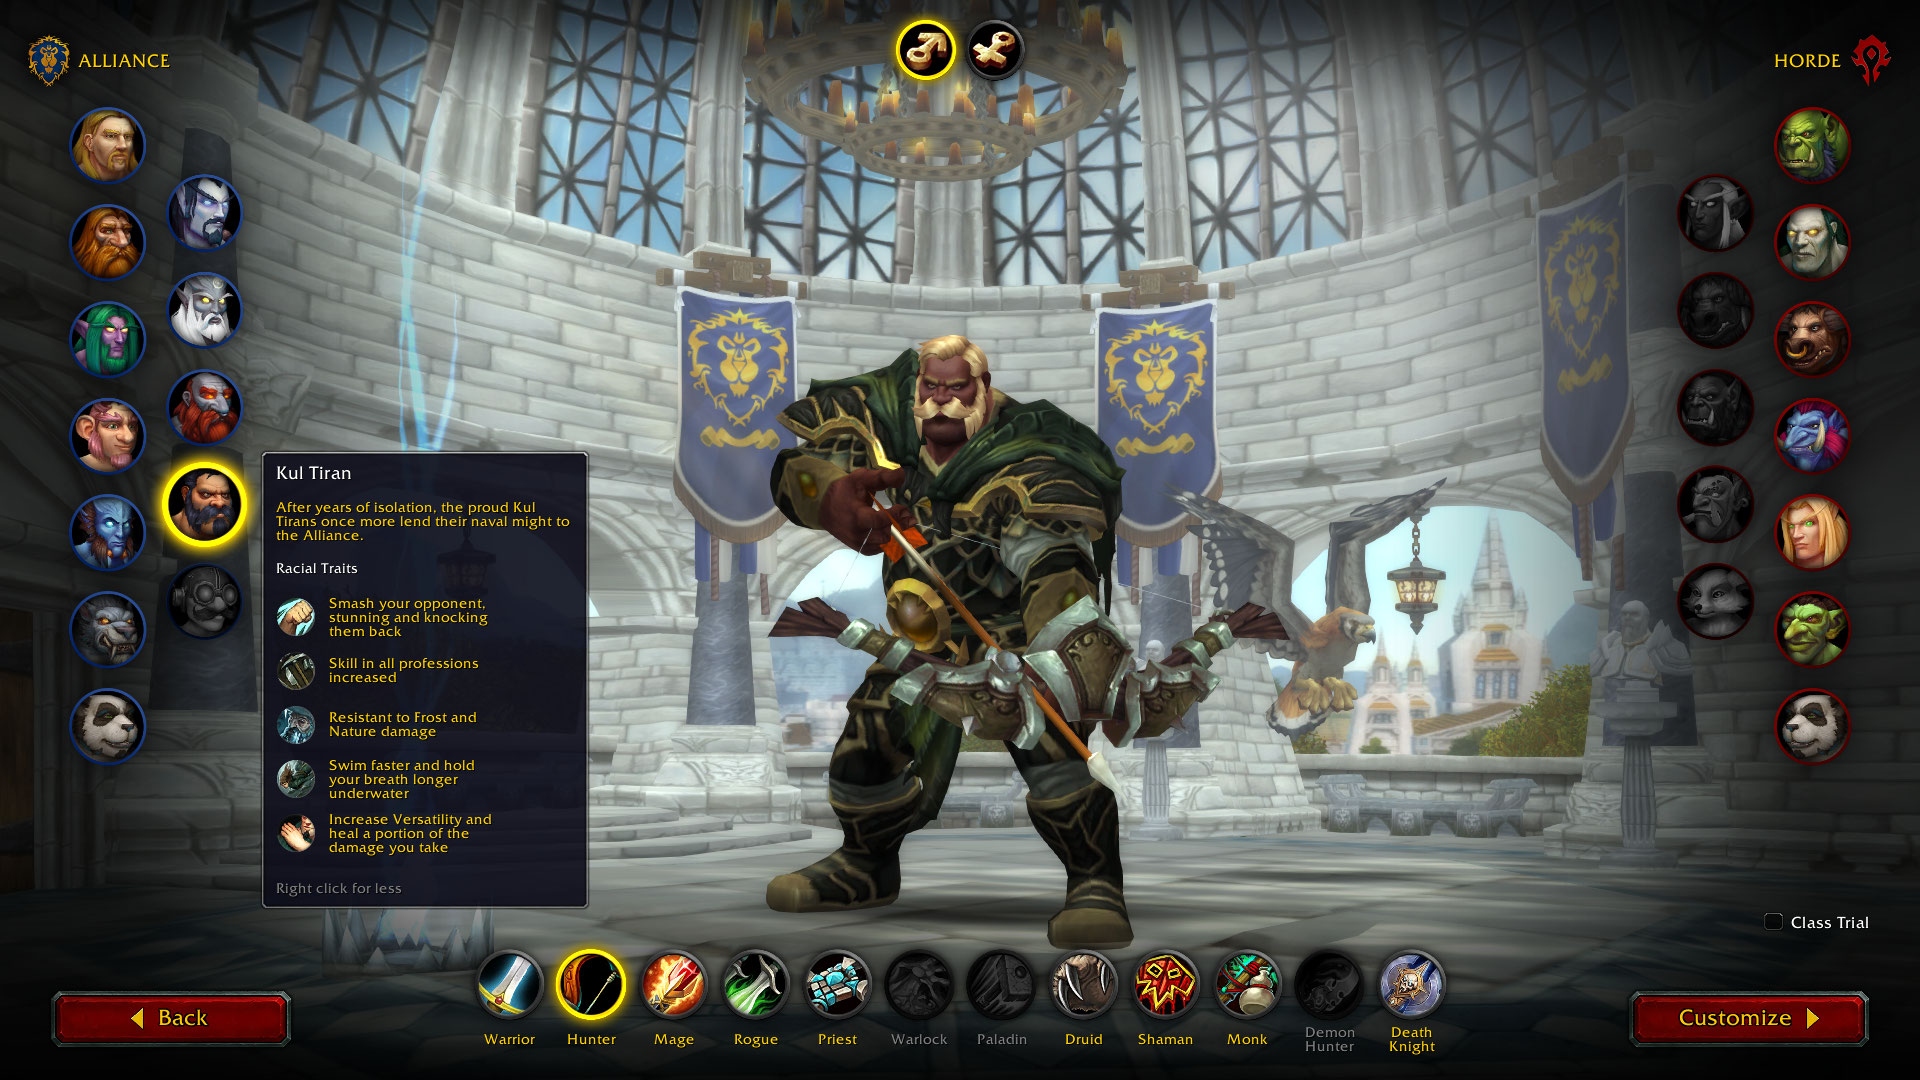 ALLIANCE
HORDE
Kul Tiran
After years of isolation, the proud Kul
Tirans once more lend their naval might to
the Alliance.
Racial Traits
Smash your opponent,
stunning and knocking
them back
Skill in all professions
increased
Resistant to Frost and
Nature damage
Swim faster and hold
your breath longer
underwater
Increase Versatility and
heal a portion of the
damage you take
Right click for less
Class Trial
Warrior
Hunter
Mage
Rogue
Priest
Warlock
Paladin
Druid
Shaman
Monk
Demon
Hunter
Death
Knight
Back
Customize